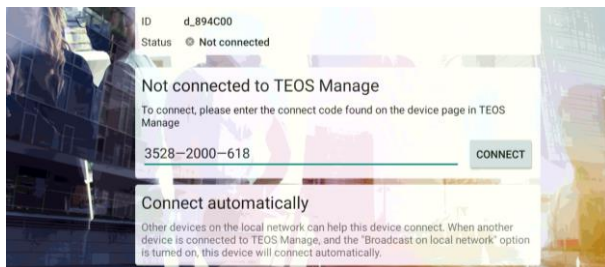 ID d_894C00
Status Not connected
Not connected to TEOS Manage
To connect, please enter the connect code found on the device page in TEOS
Manage
3528–2000–618
CONNECT
Connect automatically
Other devices on the local network can help this device connect. When another
device is connected to TEOS Manage, and the "Broadcast on local network" option
is turned on, this device will connect automatically.